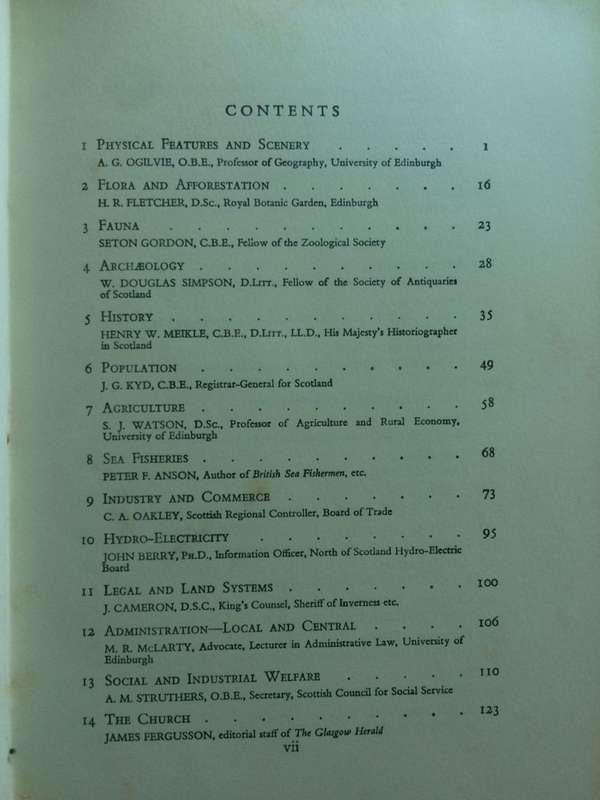 CONTENTS
1 PHYSICAL FEATURES AND SCENERY . . . . . 1
A. G. OGILVIE, O.B.E., Professor of Geography, University of Edinburgh
2 FLORA AND AFFORESTATION . . . . . . . 16
H. R. FLETCHER, D.Sc., Royal Botanic Garden, Edinburgh
3 FAUNA . . . . . . . . . . . 23
SETON GORDON, C.B.E., Fellow of the Zoological Society
4 ARCHÆOLOGY . . . . . . . . . . 28
W. DOUGLAS SIMPSON, D.LITT., Fellow of the Society of Antiquaries
of Scotland
5 HISTORY . . . . . . . . . . . 35
HENRY W. MEIKLE, C.B.E., D.LITT., LL.D., His Majesty's Historiographer
in Scotland
6 POPULATION . . . . . . . . . . 49
J. G. KYD, C.B.E., Registrar-General for Scotland
7 AGRICULTURE . . . . . . . . . . 58
S. J. WATSON, D.Sc., Professor of Agriculture and Rural Economy,
University of Edinburgh
8 SEA FISHERIES . . . . . . . . . . 68
PETER F. ANSON, Author of British Sea Fishermen, etc.
9 INDUSTRY AND COMMERCE . . . . . . . 73
C. A. OAKLEY, Scottish Regional Controller, Board of Trade
10 HYDRO-ELECTRICITY . . . . . . . . 95
JOHN BERRY, PH.D., Information Officer, North of Scotland Hydro-Electric
Board
11 LEGAL AND LAND SYSTEMS . . . . . . . 100
J. CAMERON, D.S.C., King's Counsel, Sheriff of Inverness etc.
12 ADMINISTRATION—LOCAL AND CENTRAL . . . . 106
M. R. McLARTY, Advocate, Lecturer in Administrative Law, University of
Edinburgh
13 SOCIAL AND INDUSTRIAL WELFARE . . . . . 110
A. M. STRUTHERS, O.B.E., Secretary, Scottish Council for Social Service
14 THE CHURCH . . . . . . . . . . 123
JAMES FERGUSSON, editorial staff of The Glasgow Herald
vii